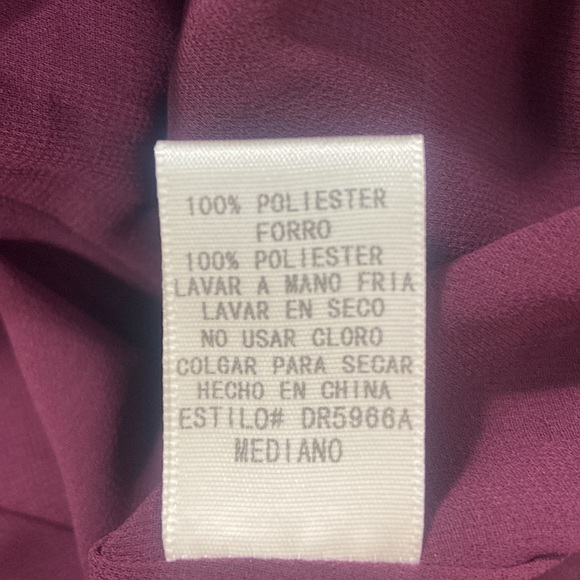 100% POLIESTER
FORRO
100% POLIESTER
LAVAR A MANO FRIA
LAVAR EN SECO
NO USAR CLORO
COLGAR PARA SECAR
HECHO EN CHINA
ESTILO# DR5966A
MEDIANO